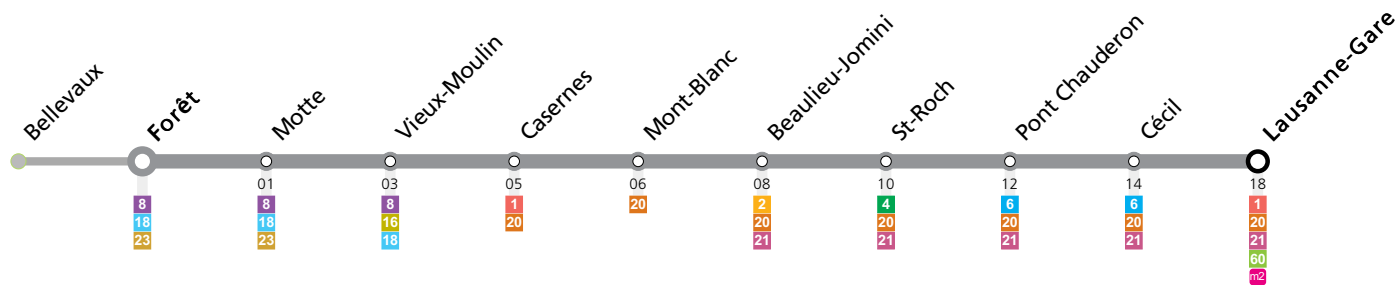 Bellevaux
Forêt
Motte
Vieux-Moulin
Casernes
Mont-Blanc
Beaulieu-Jomini
St-Roch
Pont Chauderon
Cécil
Lausanne-Gare
01 03 05 06 08 10 12 14 18
8 8 8 1 20 2 4 6 6 1
18 18 16 20 20 20 20 20 20
23 23 18 21 21 21 21 21
60
m2